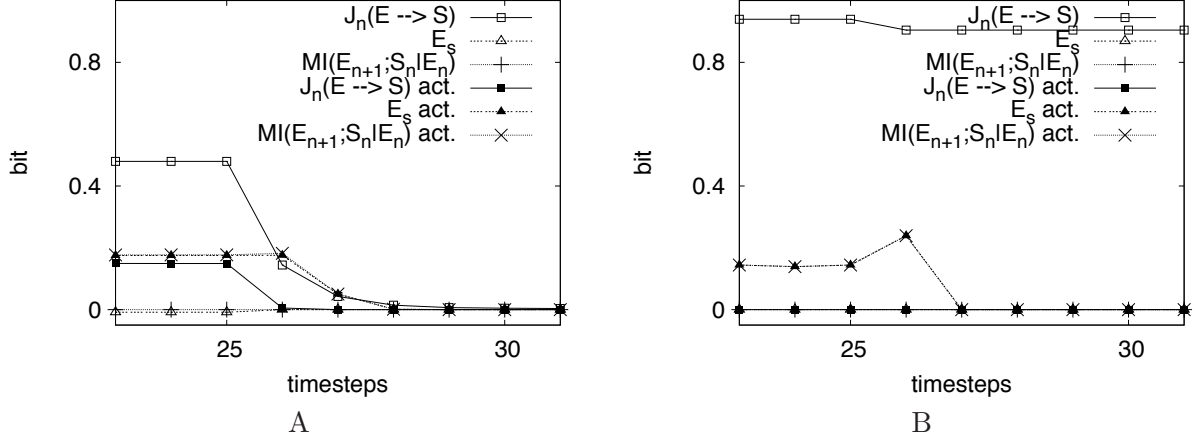 J_n(E --> S)
E_s
MI(E_{n+1};S_n|E_n)
J_n(E --> S) act.
E_s act.
MI(E_{n+1};S_n|E_n) act.
0.8
0.4
0
bit
25
30
timesteps
A
J_n(E --> S)
E_s
MI(E_{n+1};S_n|E_n)
J_n(E --> S) act.
E_s act.
MI(E_{n+1};S_n|E_n) act.
0.8
0.4
0
bit
25
30
timesteps
B